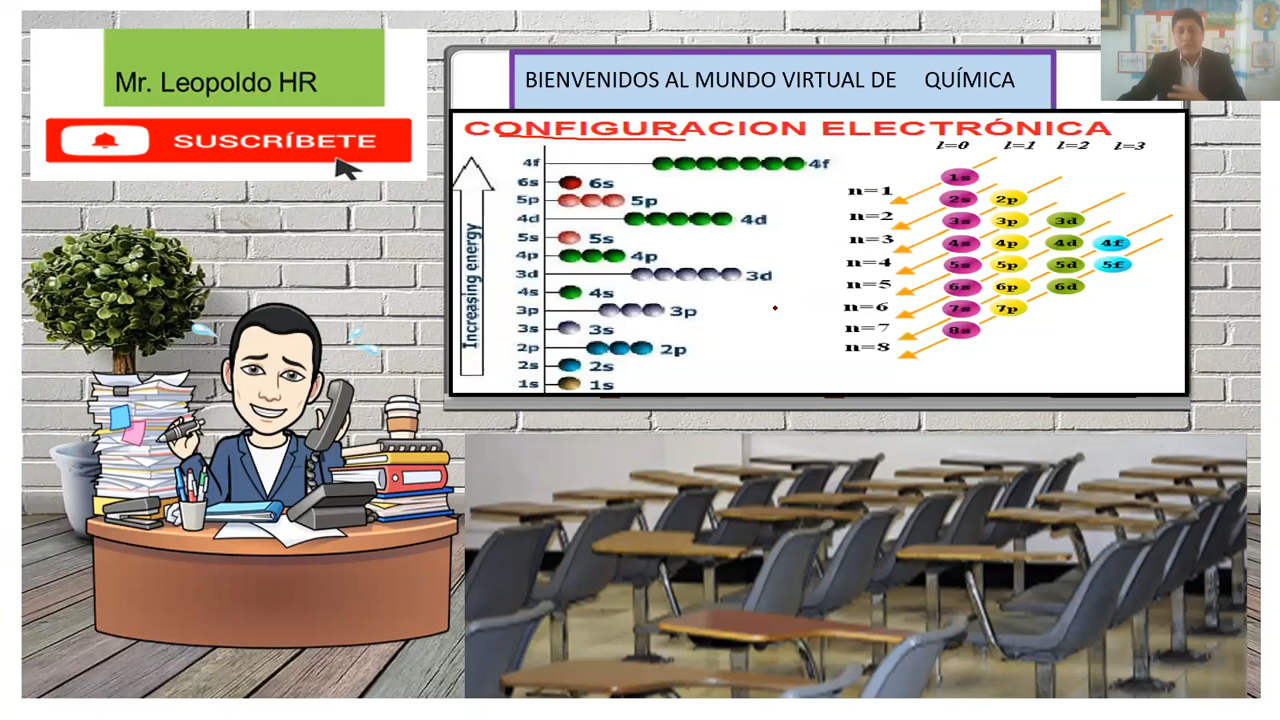 Mr. Leopoldo HR
SUSCRÍBETE
BIENVENIDOS AL MUNDO VIRTUAL DE QUÍMICA
CONFIGURACION ELECTRÓNICA
Increasing energy
4f 4f
6s 6s
5p 5p
4d 4d
5s 5s
4p 4p
3d 3d
4s 4s
3p 3p
3s 3s
2p 2p
2s 2s
1s 1s
l=0 l=1 l=2 l=3
1s
n=1
2s 2p
n=2
3s 3p 3d
n=3
4s 4p 4d 4f
n=4
5s 5p 5d 5f
n=5
6s 6p 6d
n=6
7s 7p
n=7
8s
n=8